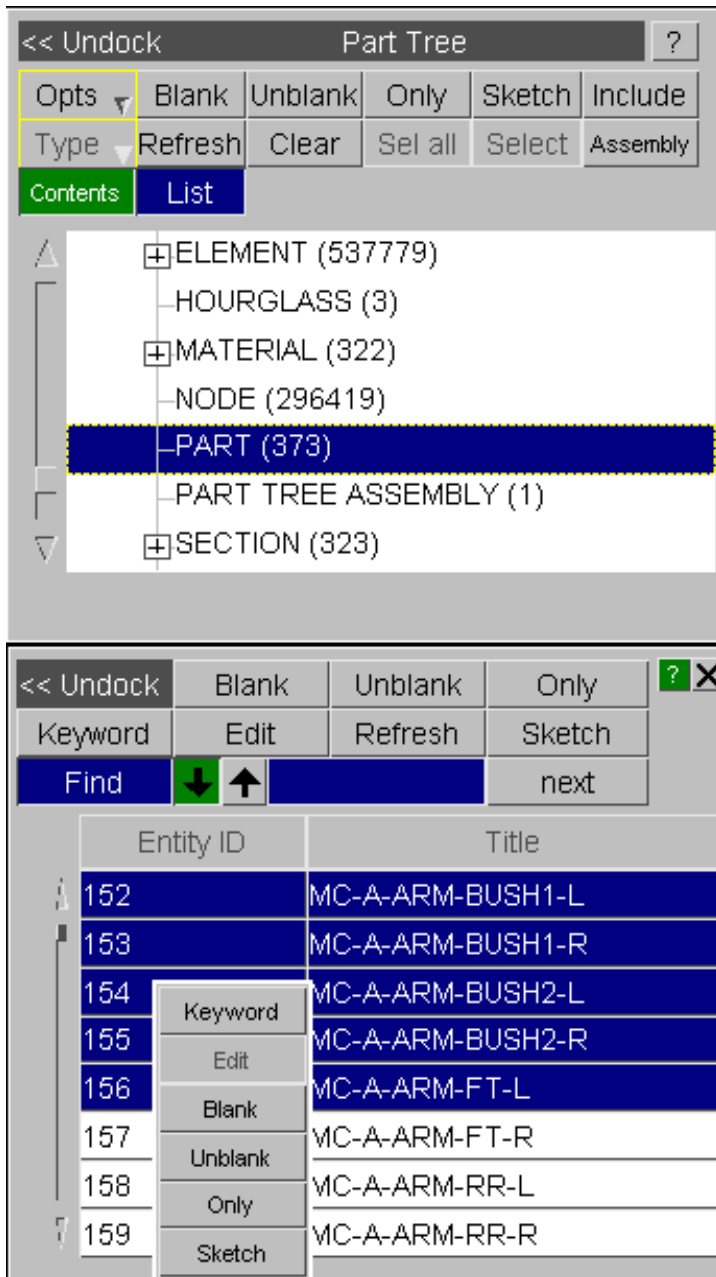 << Undock Part Tree ?
Opts Blank Unblank Only Sketch Include
Type Refresh Clear Sel all Select Assembly
Contents List
ELEMENT (537779)
HOURGLASS (3)
MATERIAL (322)
NODE (296419)
PART (373)
PART TREE ASSEMBLY (1)
SECTION (323)
<< Undock Blank Unblank Only ? X
Keyword Edit Refresh Sketch
Find next
Entity ID Title
152 MC-A-ARM-BUSH1-L
153 MC-A-ARM-BUSH1-R
154 MC-A-ARM-BUSH2-L
155 MC-A-ARM-BUSH2-R
156 MC-A-ARM-FT-L
157 MC-A-ARM-FT-R
158 MC-A-ARM-RR-L
159 MC-A-ARM-RR-R
Keyword
Edit
Blank
Unblank
Only
Sketch